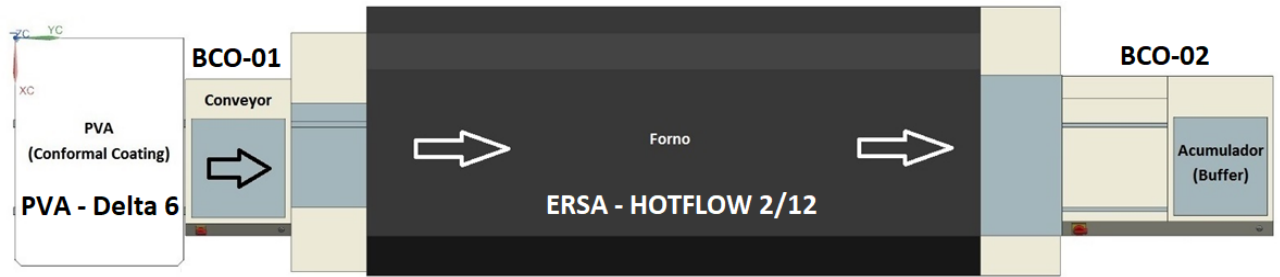 ZC
YC
XC
BCO-01
BCO-02
Conveyor
PVA
(Conformal Coating)
PVA - Delta 6
Forno
ERSA - HOTFLOW 2/12
Acumulador
(Buffer)